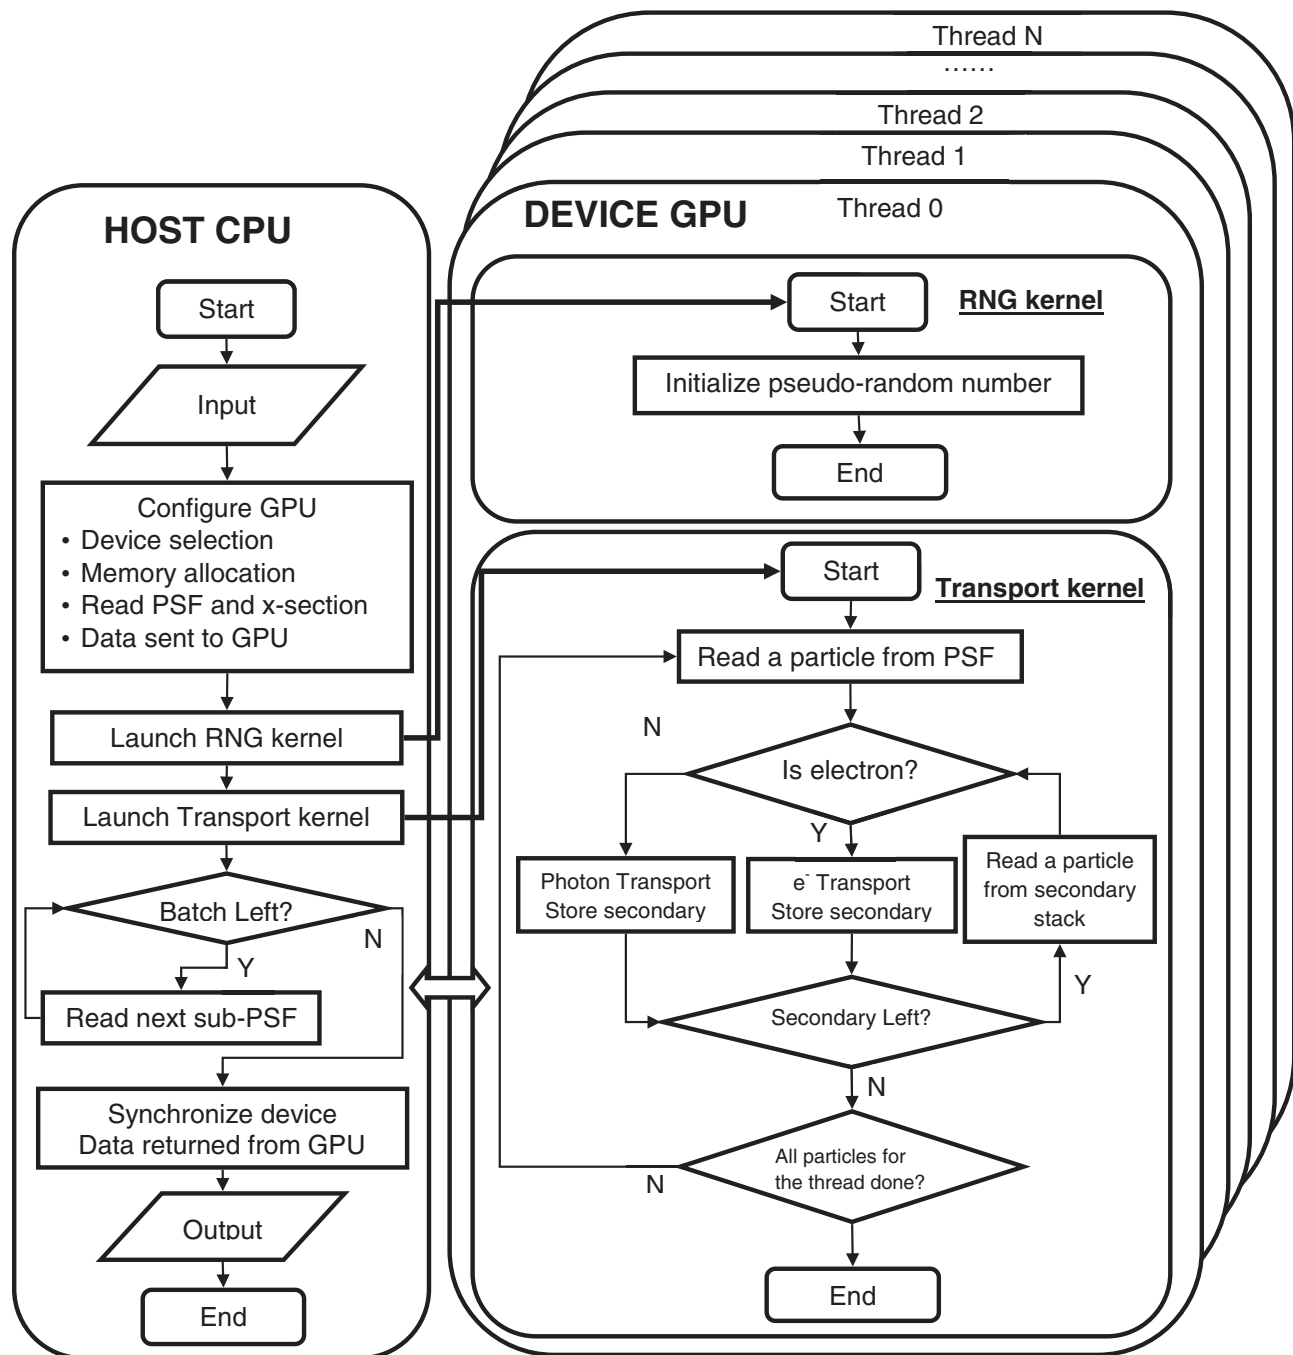 Thread N
......
Thread 2
Thread 1
Thread 0
HOST CPU
Start
Input
Configure GPU
• Device selection
• Memory allocation
• Read PSF and x-section
• Data sent to GPU
Launch RNG kernel
Launch Transport kernel
Batch Left?
N
Y
Read next sub-PSF
Synchronize device
Data returned from GPU
Output
End
DEVICE GPU
RNG kernel
Start
Initialize pseudo-random number
End
Transport kernel
Start
Read a particle from PSF
N
Is electron?
Y
Photon Transport
Store secondary
e⁻ Transport
Store secondary
Read a particle
from secondary
stack
Y
Secondary Left?
N
All particles for
the thread done?
N
End